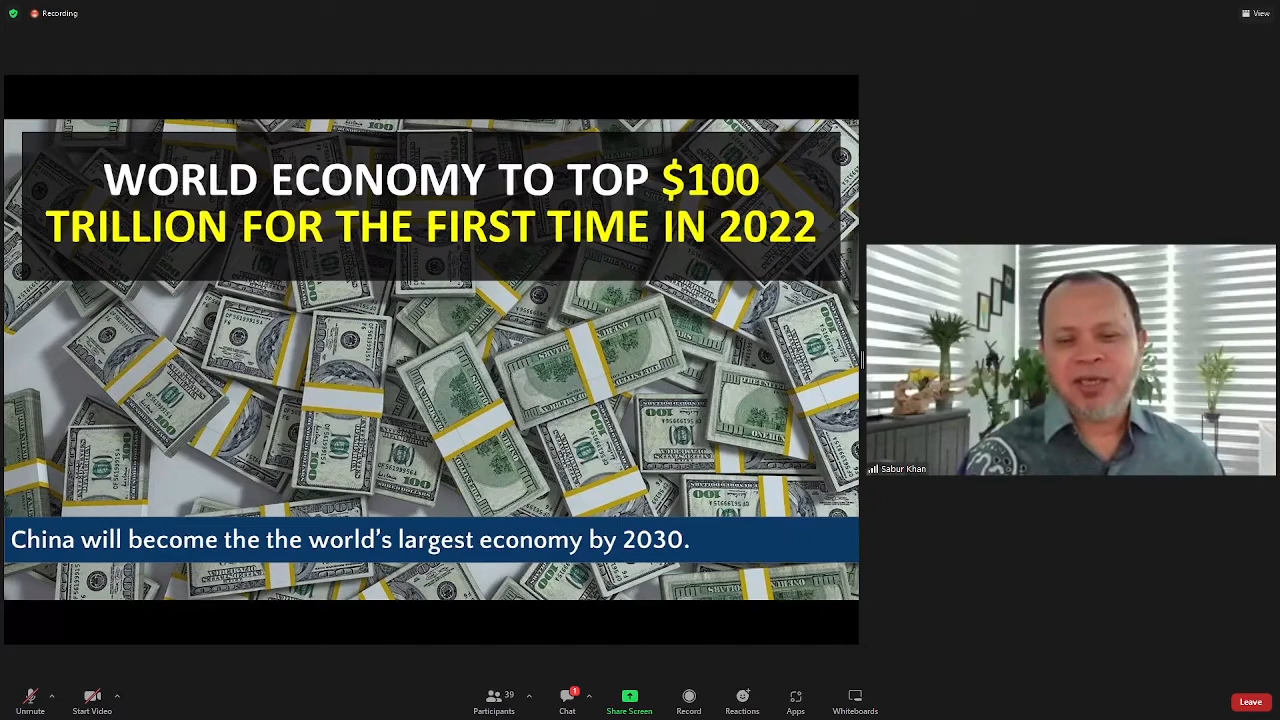 Recording
View
WORLD ECONOMY TO TOP $100
TRILLION FOR THE FIRST TIME IN 2022
China will become the the world's largest economy by 2030.
Sabur Khan
Unmute
Start Video
39
Participants
1
Chat
Share Screen
Record
Reactions
Apps
Whiteboards
Leave